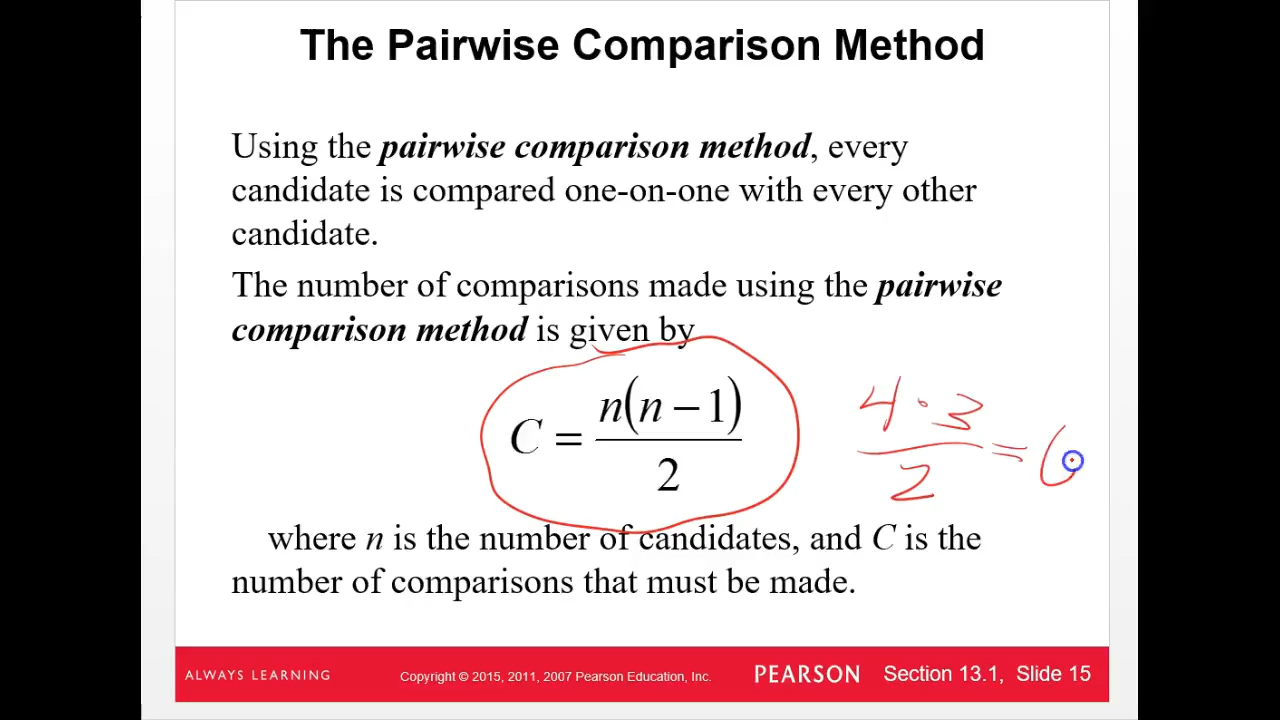 The Pairwise Comparison Method
Using the pairwise comparison method, every
candidate is compared one-on-one with every other
candidate.
The number of comparisons made using the pairwise
comparison method is given by
C = n(n − 1) / 2
4 · 3 / 2 = 6
where n is the number of candidates, and C is the
number of comparisons that must be made.
ALWAYS LEARNING
Copyright © 2015, 2011, 2007 Pearson Education, Inc.
PEARSON
Section 13.1, Slide 15